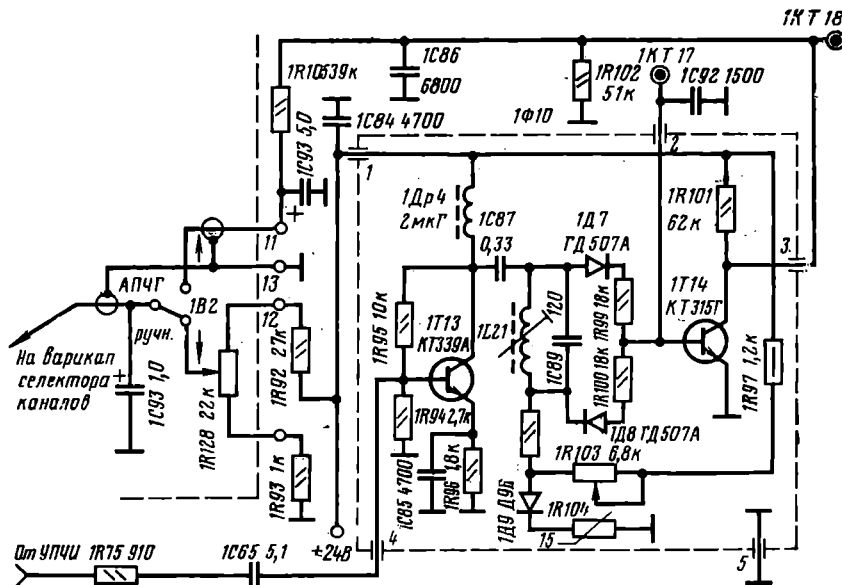 1КТ 18
1R105 39к
1С86
6800
1R102
51к
1КТ 17
1С92 1500
1С84 4700
1Ф10
1С93 5,0
+
1
2
1Др4
2мкГ
1С87
0,33
1Д7
ГД507А
1R101
62к
3
11
АПЧГ
13
1В2
12
ручн.
На варикап
селектора
каналов
+
1С93 1,0
1R128 22к
1R92 27к
1R93 1к
1R95 10к
1Т13
КТ339А
1L21
120
1С89
1R99 18к
1R100 18к
1Т14
КТ315Г
1R97 1,2к
1R94 2,7к
1Д8 ГД507А
1R103 6,8к
1С85 4700
1R96 1,8к
1Д9 Д9Б
1R104
15
От УПЧИ
1R75 910
1С65 5,1
+24В
4
5